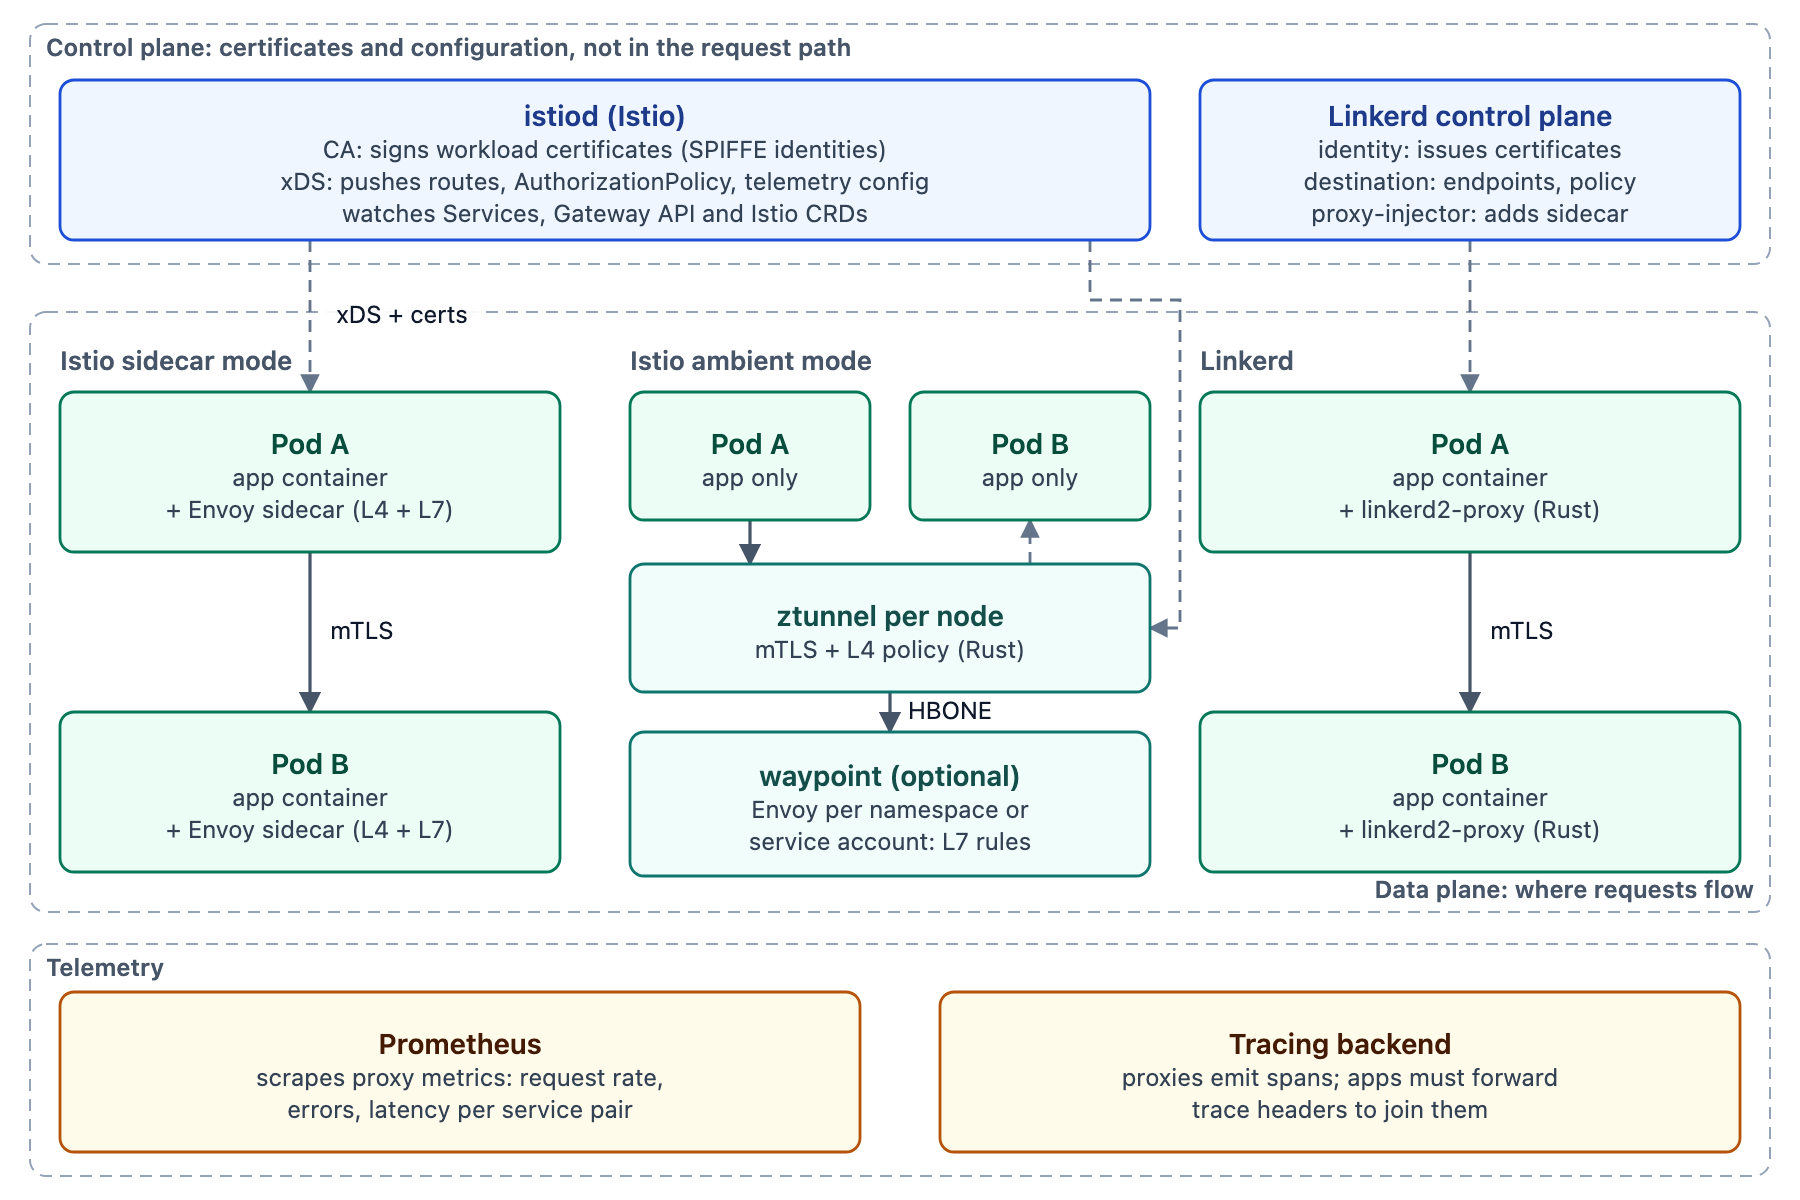 Control plane: certificates and configuration, not in the request path
istiod (Istio)
CA: signs workload certificates (SPIFFE identities)
xDS: pushes routes, AuthorizationPolicy, telemetry config
watches Services, Gateway API and Istio CRDs
Linkerd control plane
identity: issues certificates
destination: endpoints, policy
proxy-injector: adds sidecar
xDS + certs
Istio sidecar mode
Pod A
app container
+ Envoy sidecar (L4 + L7)
mTLS
Pod B
app container
+ Envoy sidecar (L4 + L7)
Istio ambient mode
Pod A
app only
Pod B
app only
ztunnel per node
mTLS + L4 policy (Rust)
HBONE
waypoint (optional)
Envoy per namespace or
service account: L7 rules
Linkerd
Pod A
app container
+ linkerd2-proxy (Rust)
mTLS
Pod B
app container
+ linkerd2-proxy (Rust)
Data plane: where requests flow
Telemetry
Prometheus
scrapes proxy metrics: request rate,
errors, latency per service pair
Tracing backend
proxies emit spans; apps must forward
trace headers to join them